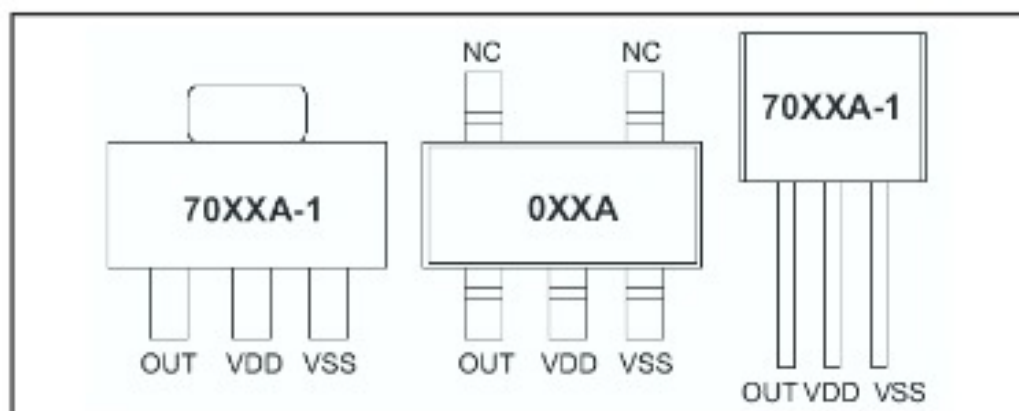 NC NC
70XXA-1
70XXA-1
0XXA
OUT VDD VSS
OUT VDD VSS
OUT VDD VSS